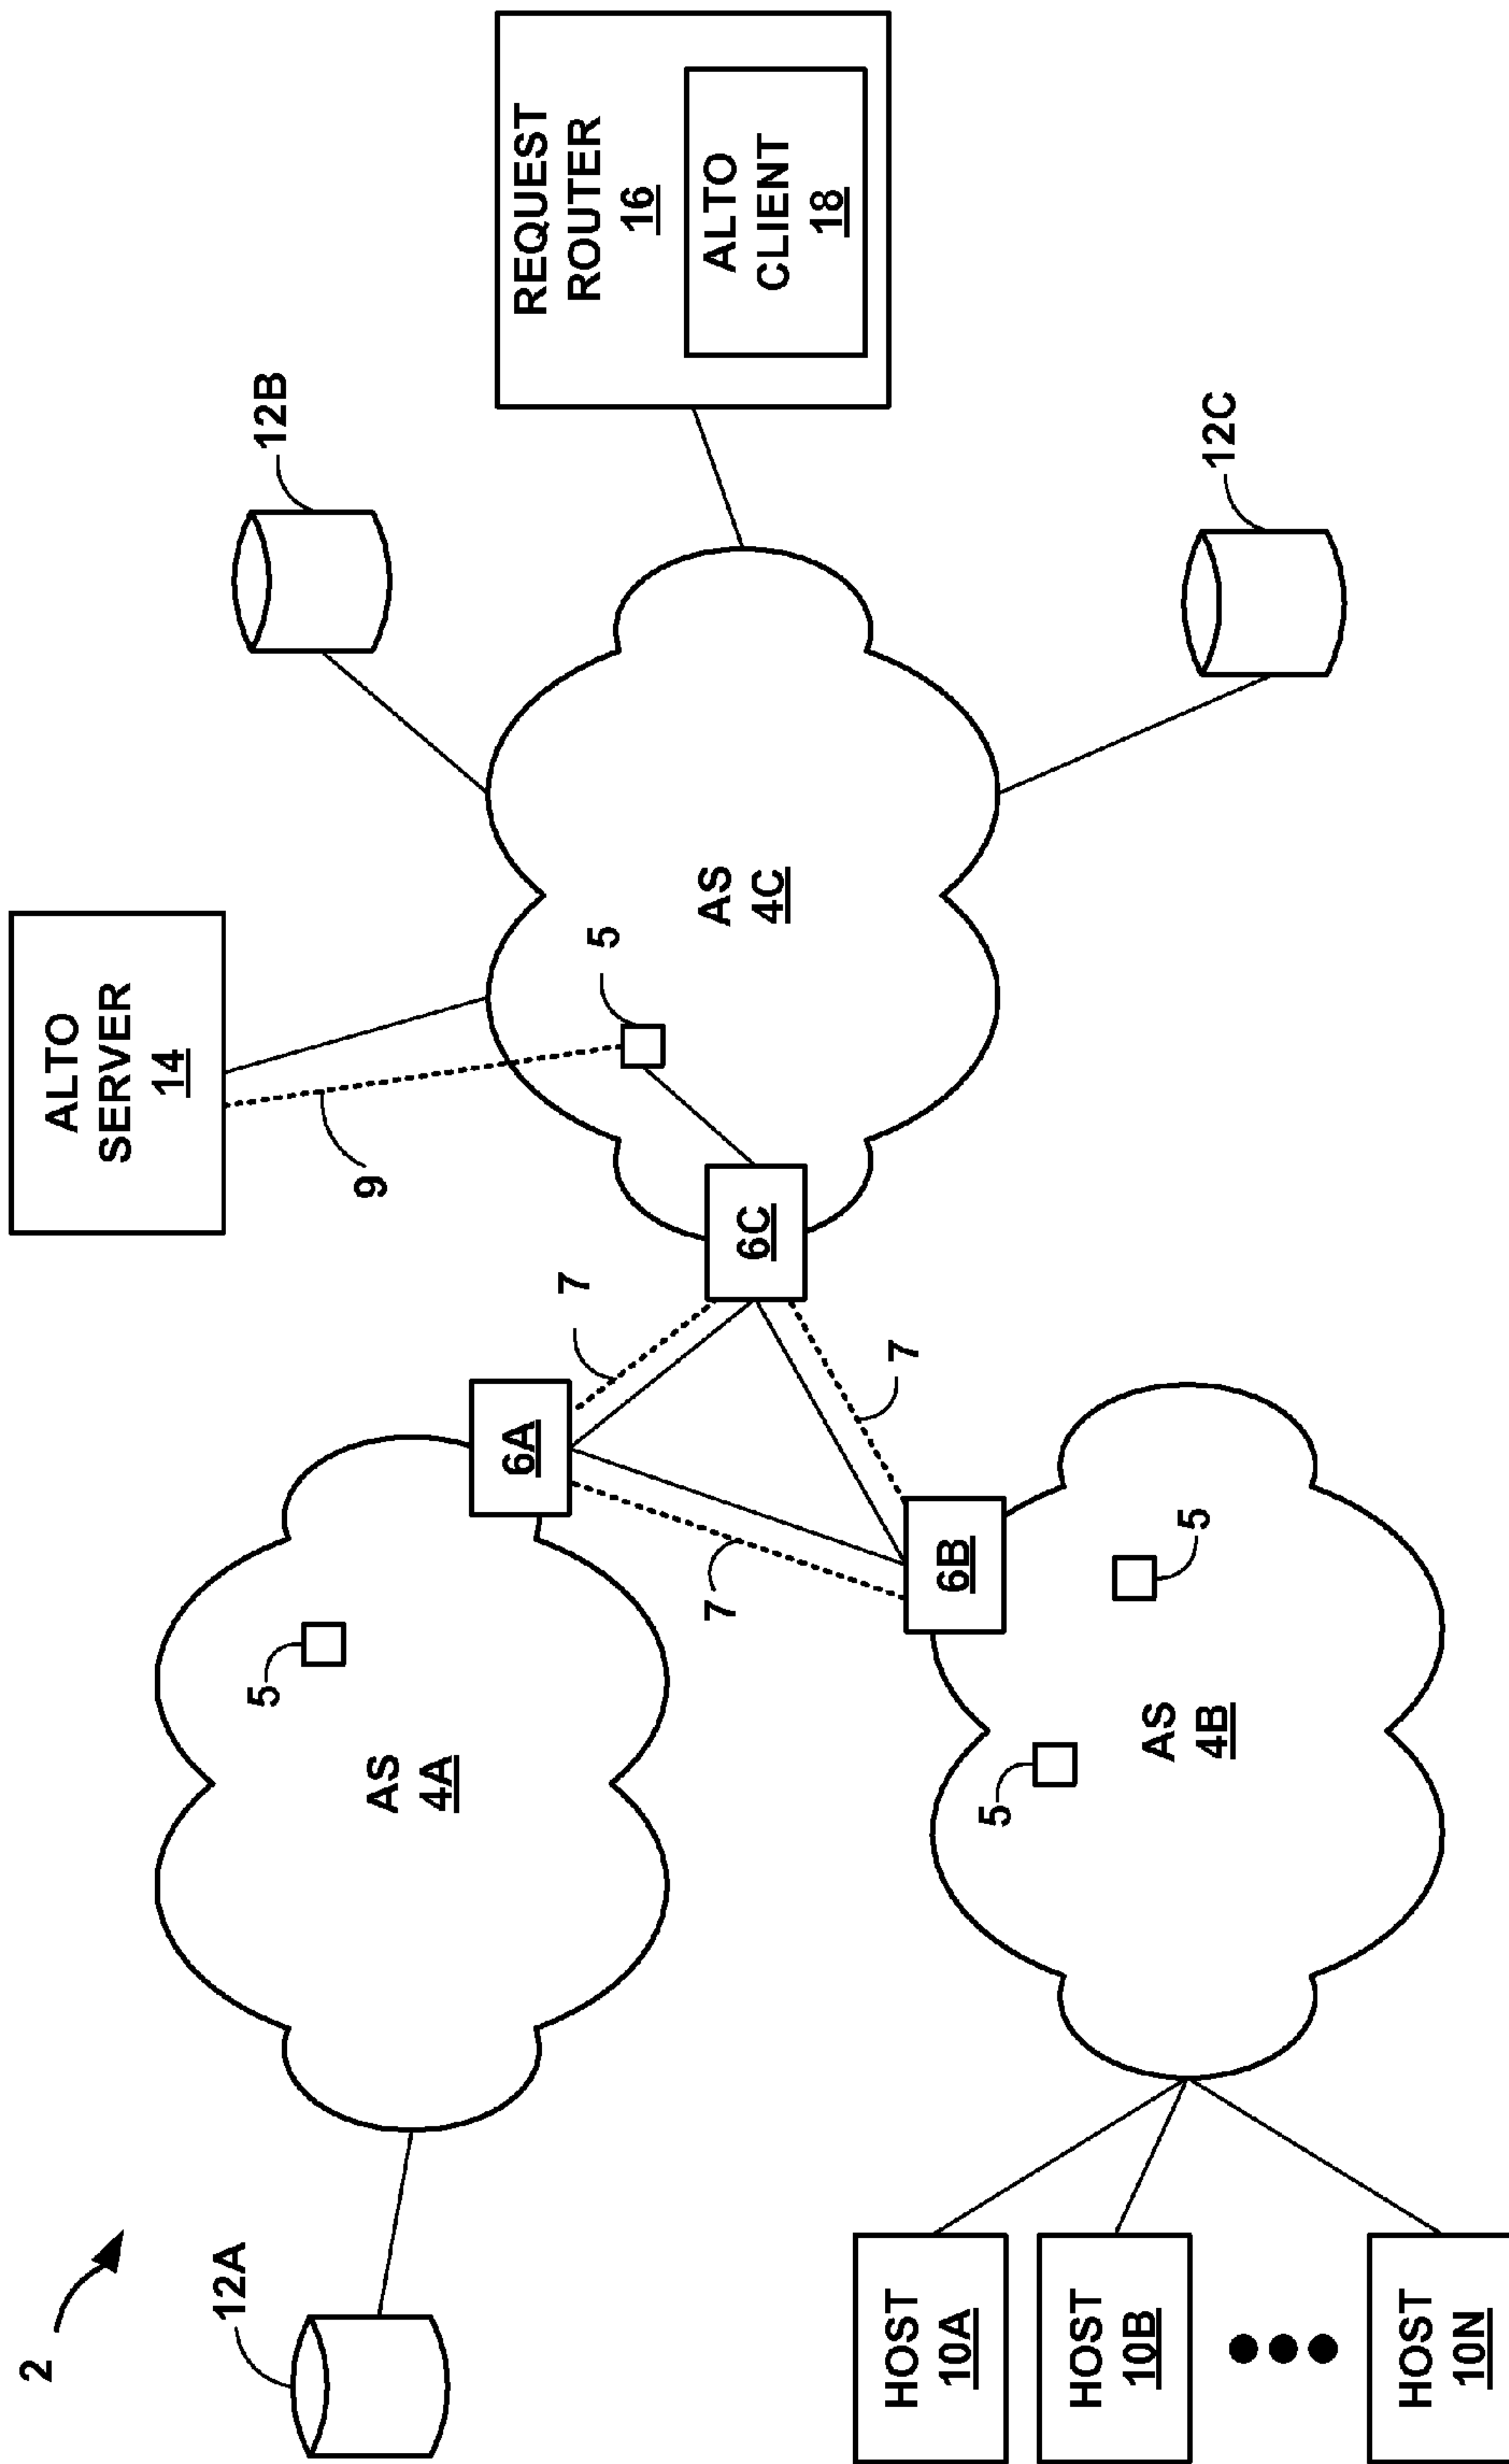 2
12A
HOST
10A
HOST
10B
HOST
10N
AS
4A
5
AS
4B
5
5
6A
6B
6C
7
7
7
9
ALTO
SERVER
14
5
AS
4C
12B
12C
REQUEST
ROUTER
16
ALTO
CLIENT
18